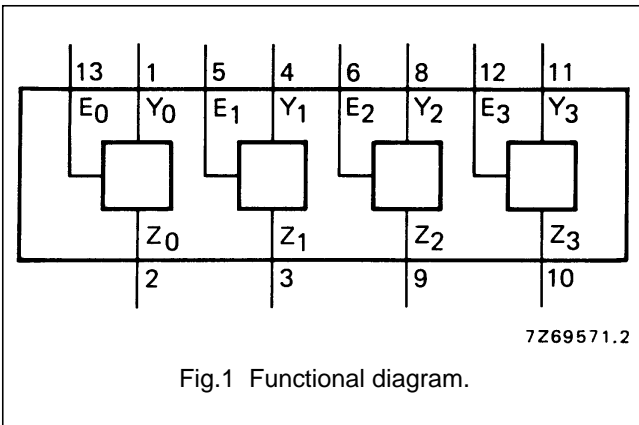 13 1 5 4 6 8 12 11
E0 Y0 E1 Y1 E2 Y2 E3 Y3
Z0 Z1 Z2 Z3
2 3 9 10
7Z69571.2
Fig.1 Functional diagram.